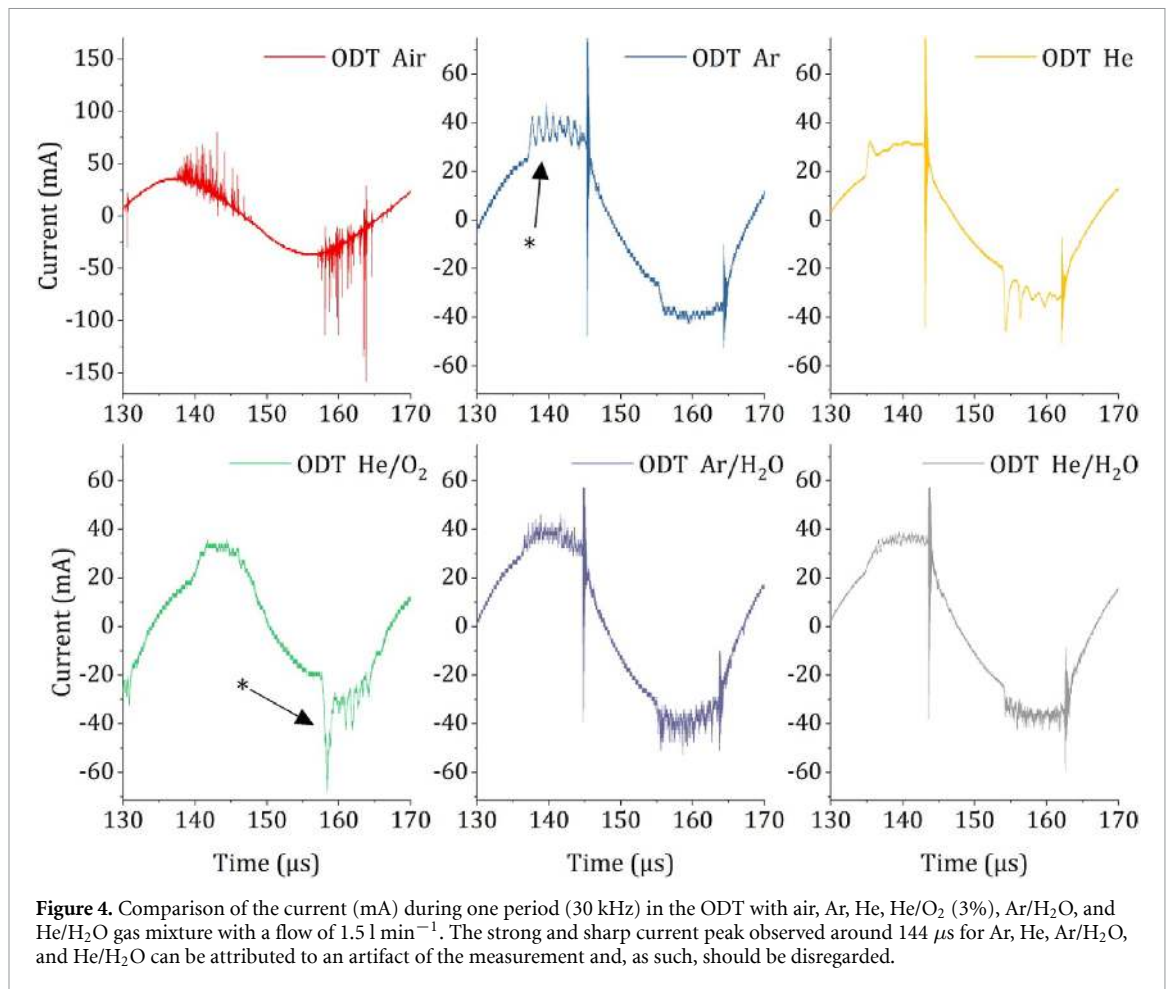 ODT Air
ODT Ar
ODT He
150
100
50
0
-50
-100
-150
Current (mA)
60
40
20
0
-20
-40
-60
*
60
40
20
0
-20
-40
-60
130 140 150 160 170
130 140 150 160 170
130 140 150 160 170
ODT He/O₂
ODT Ar/H₂O
ODT He/H₂O
60
40
20
0
-20
-40
-60
Current (mA)
*
60
40
20
0
-20
-40
-60
60
40
20
0
-20
-40
-60
130 140 150 160 170
130 140 150 160 170
130 140 150 160 170
Time (μs)
Time (μs)
Time (μs)
Figure 4. Comparison of the current (mA) during one period (30 kHz) in the ODT with air, Ar, He, He/O₂ (3%), Ar/H₂O, and
He/H₂O gas mixture with a flow of 1.5 l min⁻¹. The strong and sharp current peak observed around 144 μs for Ar, He, Ar/H₂O,
and He/H₂O can be attributed to an artifact of the measurement and, as such, should be disregarded.